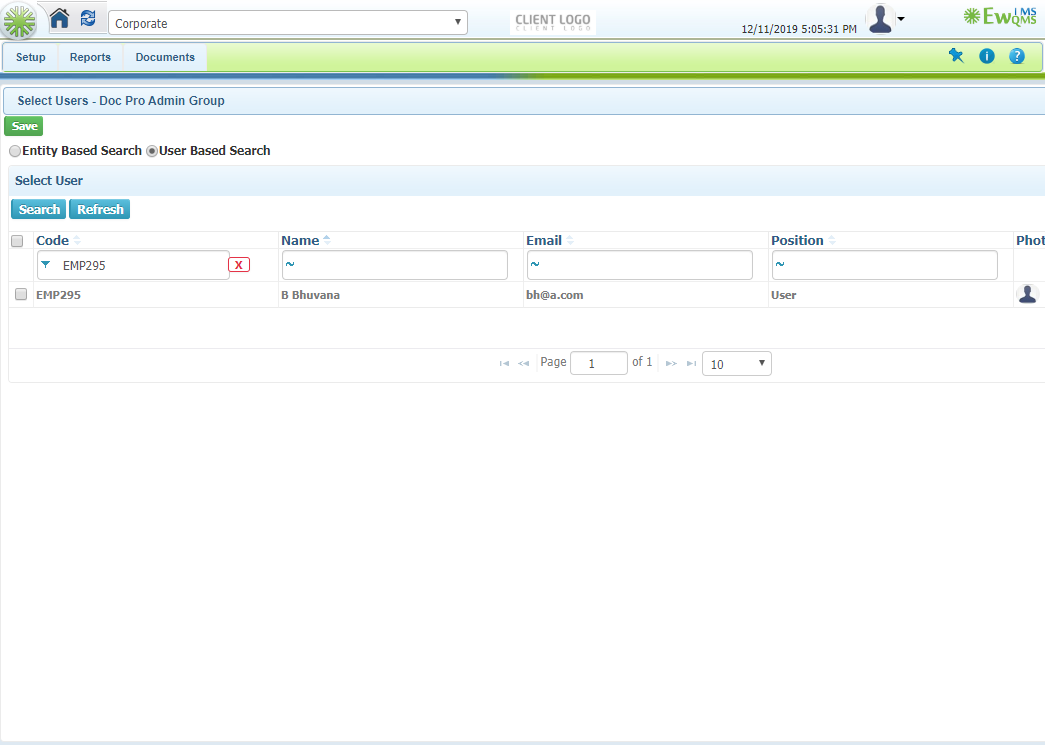 Corporate
CLIENT LOGO
CLIENT LOGO
12/11/2019 5:05:31 PM
EwQMS IMS
Setup Reports Documents
Select Users - Doc Pro Admin Group
Save
Entity Based Search User Based Search
Select User
Search Refresh
Code Name Email Position Phot
EMP295 X ~ ~ ~
EMP295 B Bhuvana bh@a.com User
Page 1 of 1 10